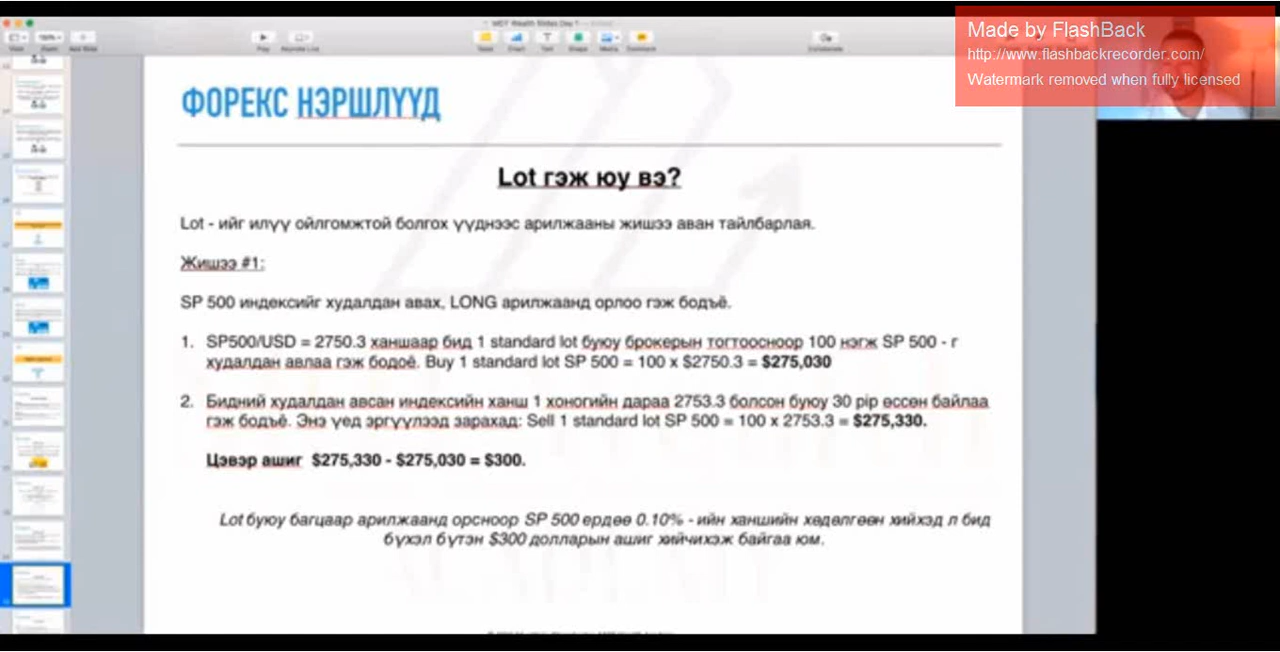 Made by FlashBack
http://www.flashbackrecorder.com/
Watermark removed when fully licensed
ФОРЕКС НЭРШЛҮҮД
Lot гэж юу вэ?
Lot - ийг илүү ойлгомжтой болгох үүднээс арилжааны жишээ аван тайлбарлая.
Жишээ #1:
SP 500 индексийг худалдан авах, LONG арилжаанд орлоо гэж бодъё.
1. SP500/USD = 2750.3 ханшаар бид 1 standard lot буюу брокерын тогтоосноор 100 нэгж SP 500 - г
худалдан авлаа гэж бодоё. Buy 1 standard lot SP 500 = 100 x $2750.3 = $275,030
2. Бидний худалдан авсан индексийн ханш 1 хоногийн дараа 2753.3 болсон буюу 30 pip өссөн байлаа
гэж бодъё. Энэ үед эргүүлээд зарахад: Sell 1 standard lot SP 500 = 100 x 2753.3 = $275,330.
Цэвэр ашиг $275,330 - $275,030 = $300.
Lot буюу багцаар арилжаанд орсноор SP 500 ердөө 0.10% - ийн ханшийн хөдөлгөөн хийхэд л бид
бүхэл бүтэн $300 долларын ашиг хийчихэж байгаа юм.